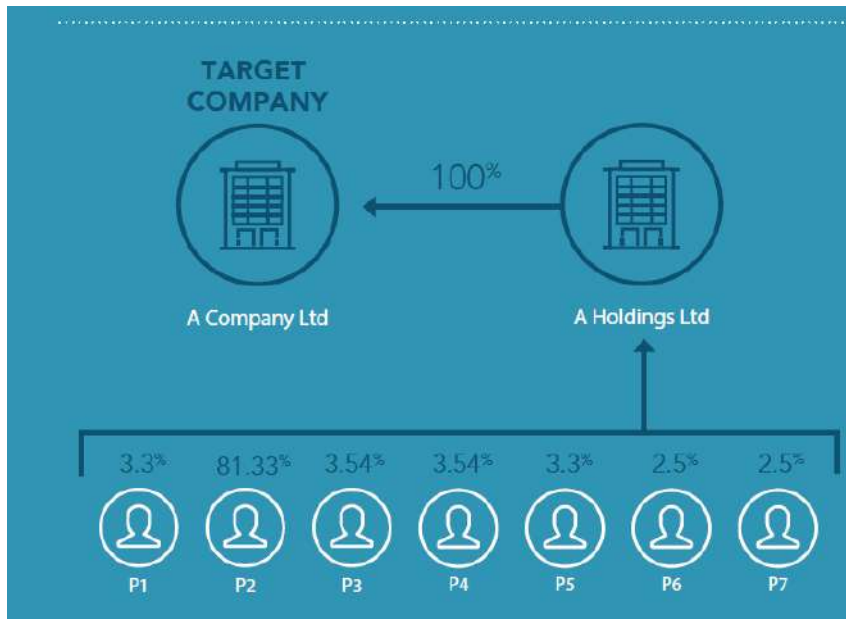 TARGET
COMPANY
100%
A Company Ltd
A Holdings Ltd
3.3% 81.33% 3.54% 3.54% 3.3% 2.5% 2.5%
P1 P2 P3 P4 P5 P6 P7